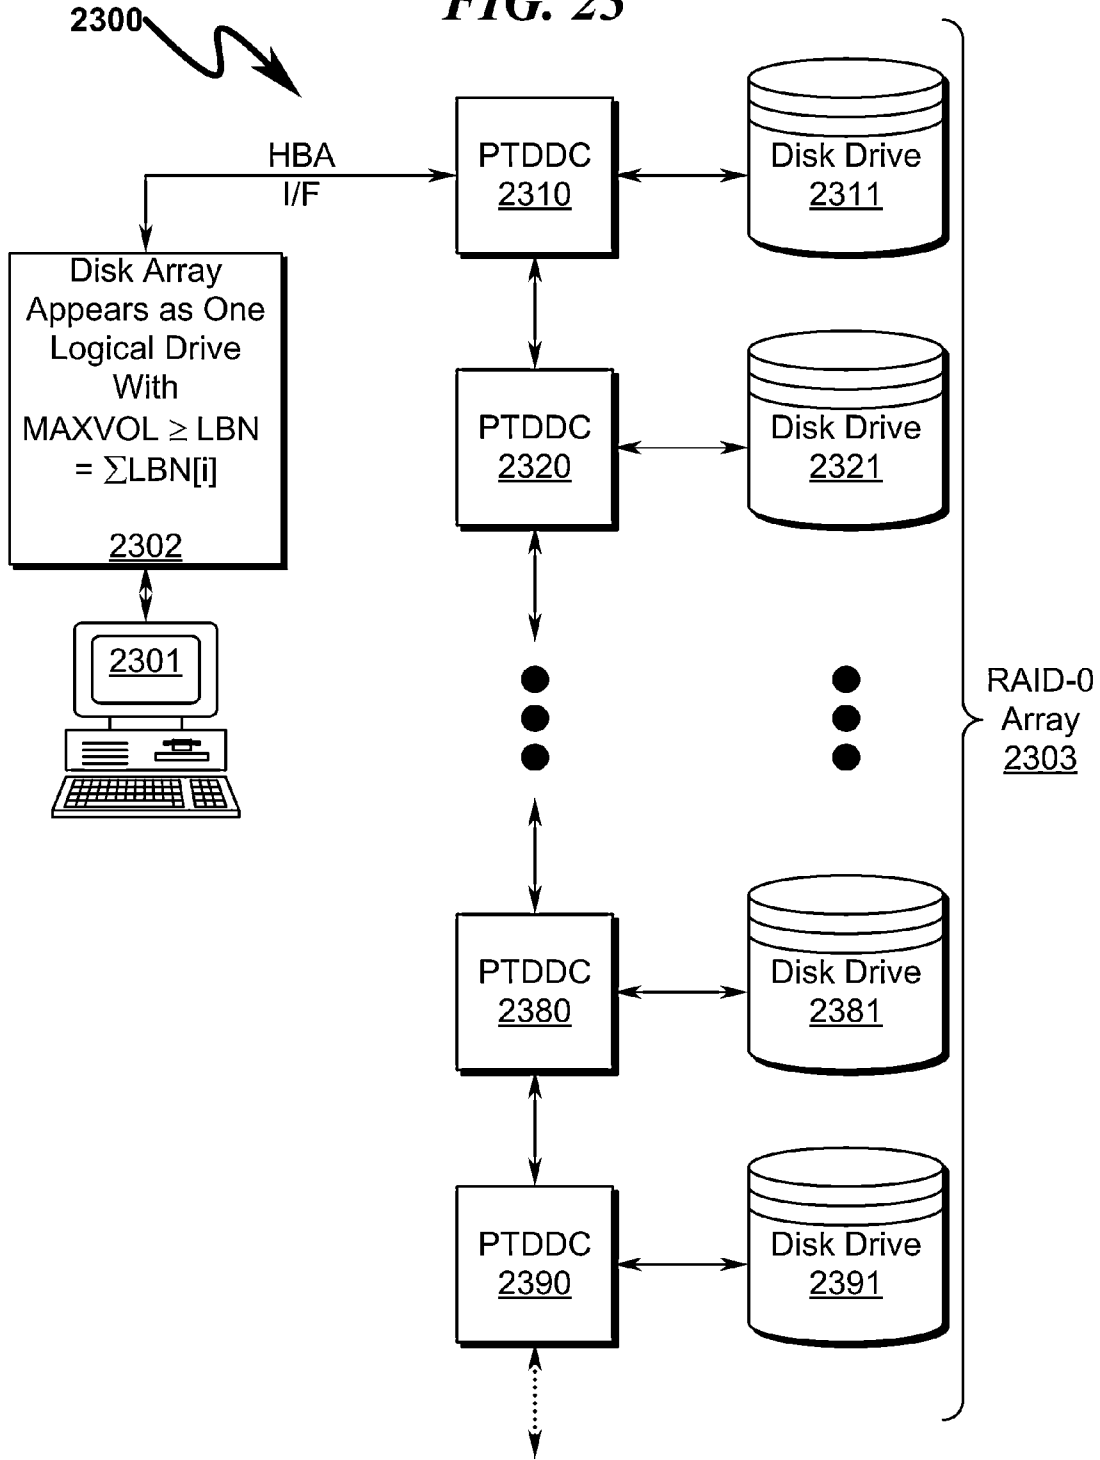 FIG. 23
2300
HBA
I/F
PTDDC
2310
Disk Drive
2311
Disk Array
Appears as One
Logical Drive
With
MAXVOL ≥ LBN
= ∑LBN[i]
2302
PTDDC
2320
Disk Drive
2321
2301
RAID-0
Array
2303
PTDDC
2380
Disk Drive
2381
PTDDC
2390
Disk Drive
2391